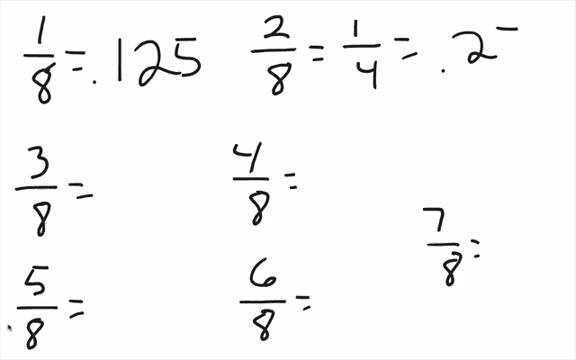 1/8 = .125 2/8 = 1/4 = .2
3/8 = 4/8 =
7/8 =
5/8 = 6/8 =